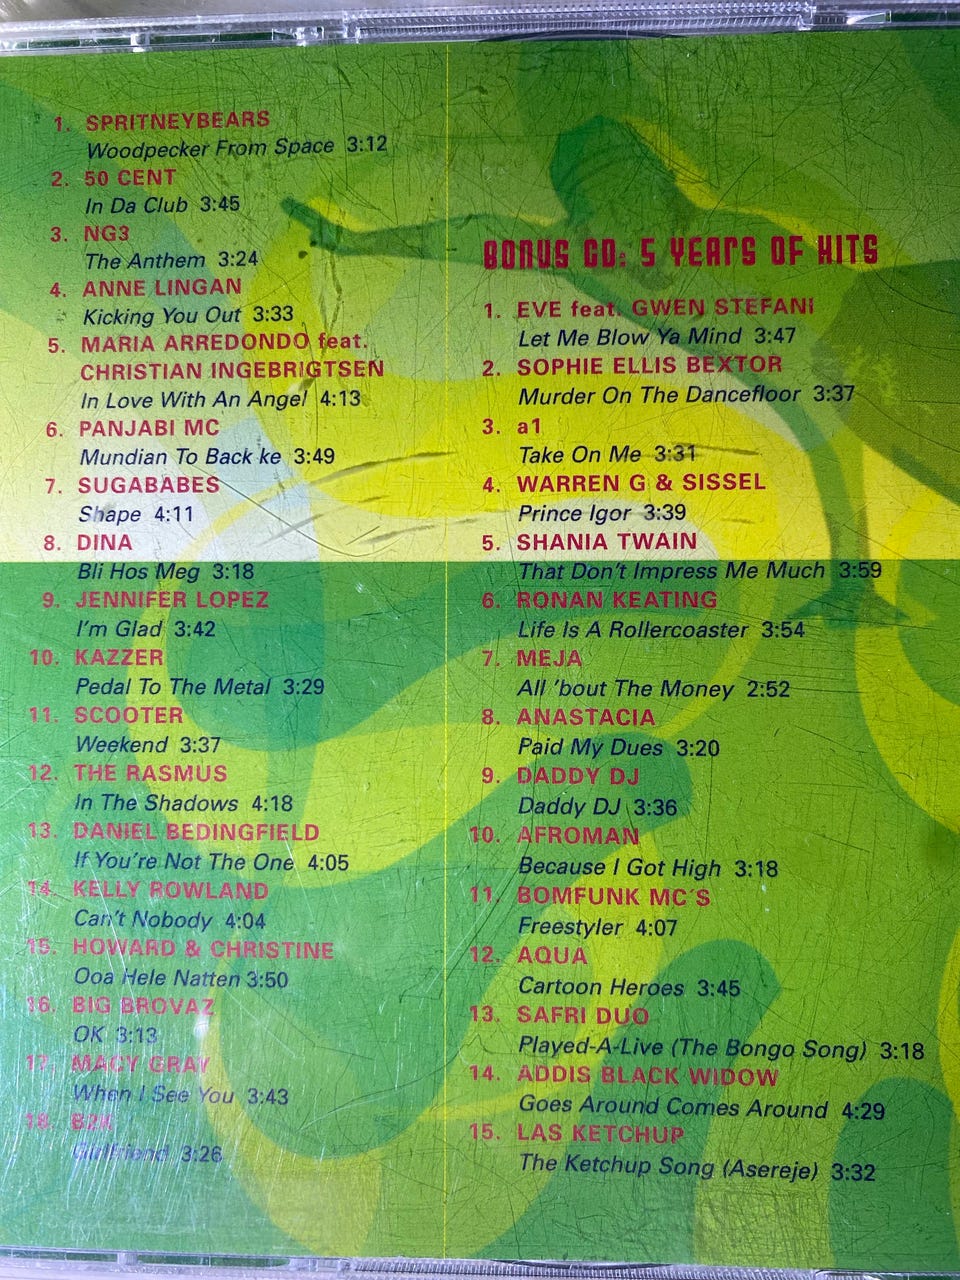 1. SPRITNEYBEARS
Woodpecker From Space 3:12
2. 50 CENT
In Da Club 3:45
3. NG3
The Anthem 3:24
4. ANNE LINGAN
Kicking You Out 3:33
5. MARIA ARREDONDO feat.
CHRISTIAN INGEBRIGTSEN
In Love With An Angel 4:13
6. PANJABI MC
Mundian To Back ke 3:49
7. SUGABABES
Shape 4:11
8. DINA
Bli Hos Meg 3:18
9. JENNIFER LOPEZ
I'm Glad 3:42
10. KAZZER
Pedal To The Metal 3:29
11. SCOOTER
Weekend 3:37
12. THE RASMUS
In The Shadows 4:18
13. DANIEL BEDINGFIELD
If You're Not The One 4:05
14. KELLY ROWLAND
Can't Nobody 4:04
15. HOWARD & CHRISTINE
Ooa Hele Natten 3:50
16. BIG BROVAZ
OK 3:13
17. MACY GRAY
When I See You 3:43
18. B2K
Girlfriend 3:26
BONUS CD: 5 YEARS OF HITS
1. EVE feat. GWEN STEFANI
Let Me Blow Ya Mind 3:47
2. SOPHIE ELLIS BEXTOR
Murder On The Dancefloor 3:37
3. a1
Take On Me 3:31
4. WARREN G & SISSEL
Prince Igor 3:39
5. SHANIA TWAIN
That Don't Impress Me Much 3:59
6. RONAN KEATING
Life Is A Rollercoaster 3:54
7. MEJA
All 'bout The Money 2:52
8. ANASTACIA
Paid My Dues 3:20
9. DADDY DJ
Daddy DJ 3:36
10. AFROMAN
Because I Got High 3:18
11. BOMFUNK MC´S
Freestyler 4:07
12. AQUA
Cartoon Heroes 3:45
13. SAFRI DUO
Played-A-Live (The Bongo Song) 3:18
14. ADDIS BLACK WIDOW
Goes Around Comes Around 4:29
15. LAS KETCHUP
The Ketchup Song (Asereje) 3:32